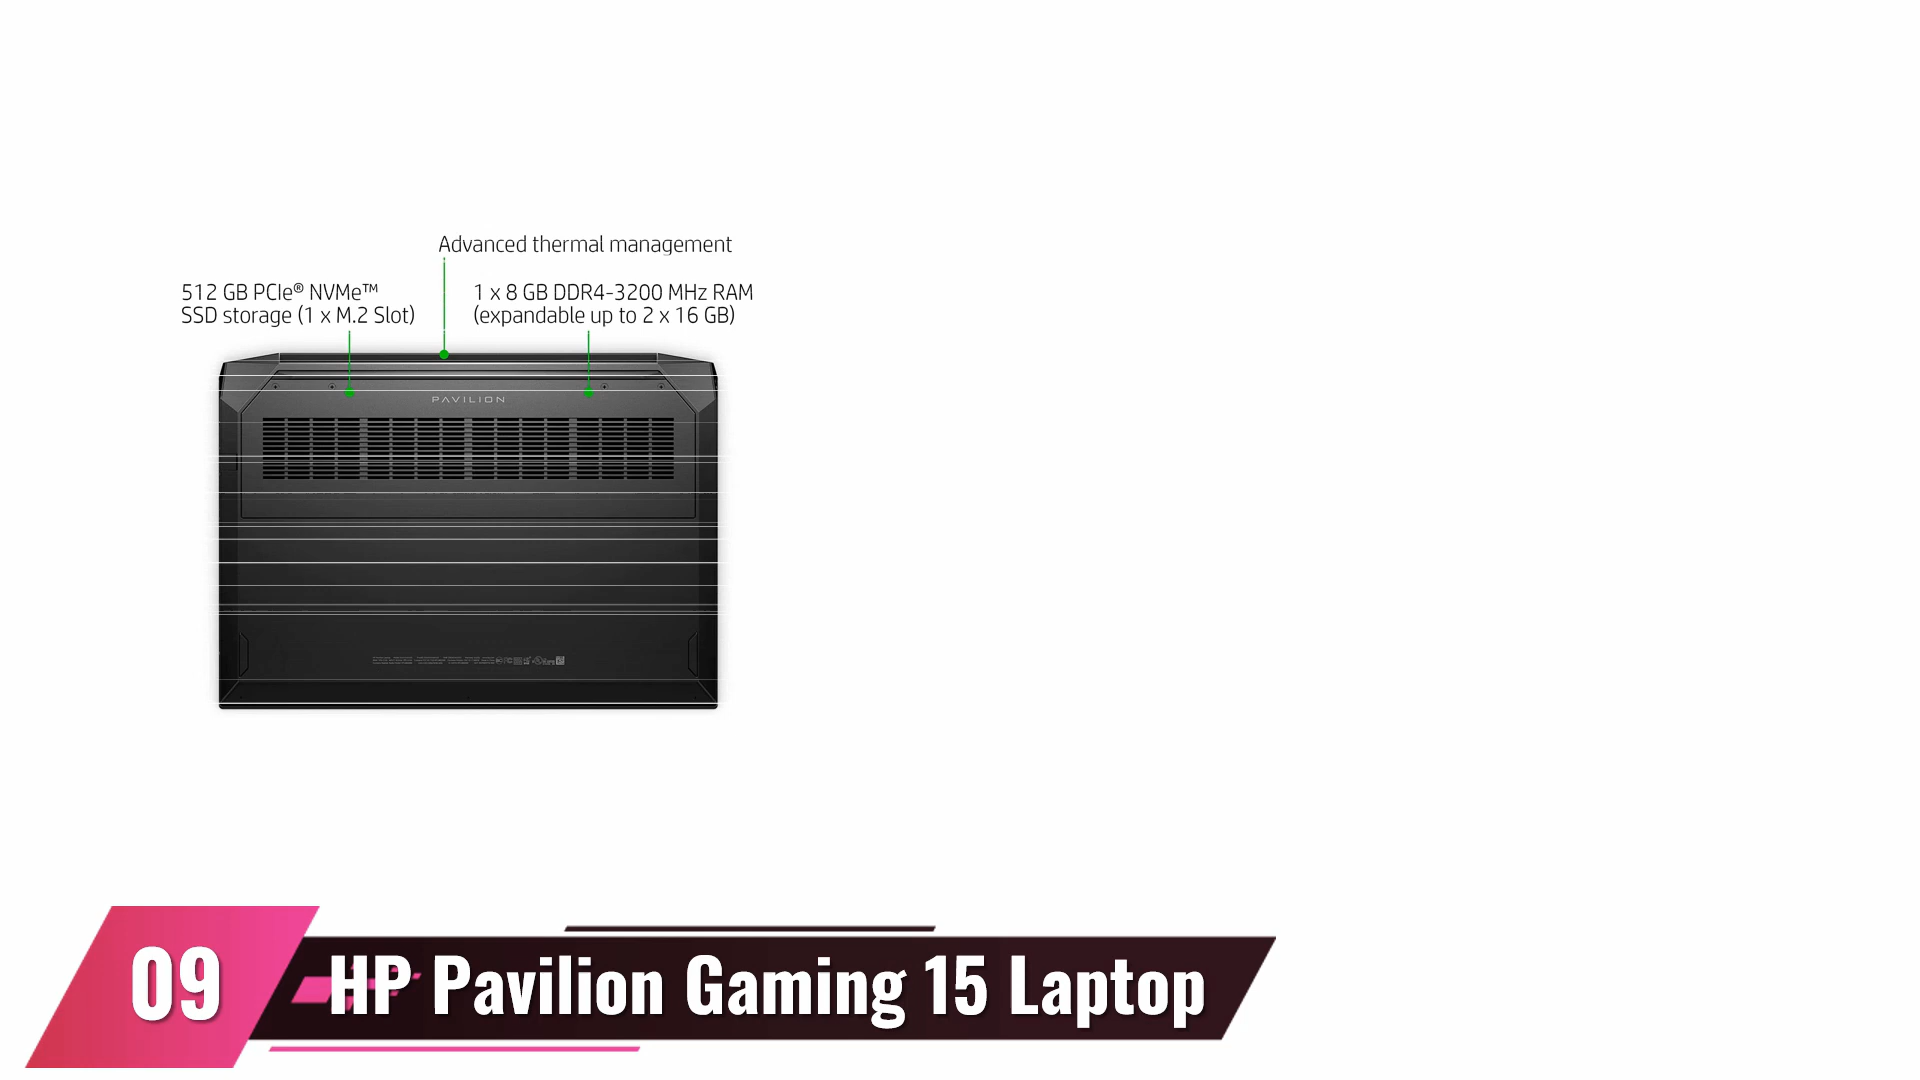 Advanced thermal management
512 GB PCIe® NVMe™
SSD storage (1 x M.2 Slot)
1 x 8 GB DDR4-3200 MHz RAM
(expandable up to 2 x 16 GB)
PAVILION
09
HP Pavilion Gaming 15 Laptop